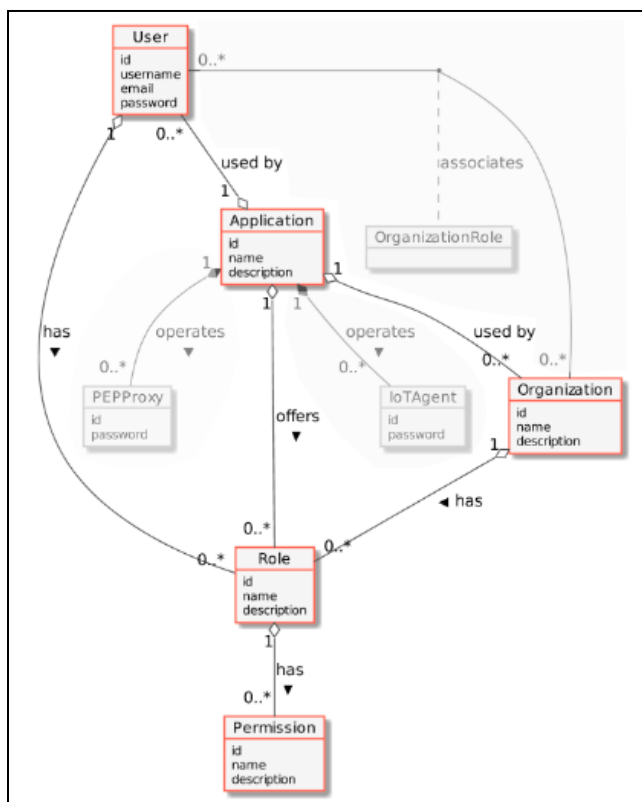 User
id
username
email
password
0..*
1
0..*
used by
associates
1
Application
id
name
description
OrganizationRole
1
1
1
1
has
▼
operates
▼
operates
▼
used by
0..*
0..*
0..*
0..*
PEPProxy
id
password
IoTAgent
id
password
Organization
id
name
description
offers
▼
1
◄ has
0..*
0..*
0..*
Role
id
name
description
1
has
▼
0..*
Permission
id
name
description